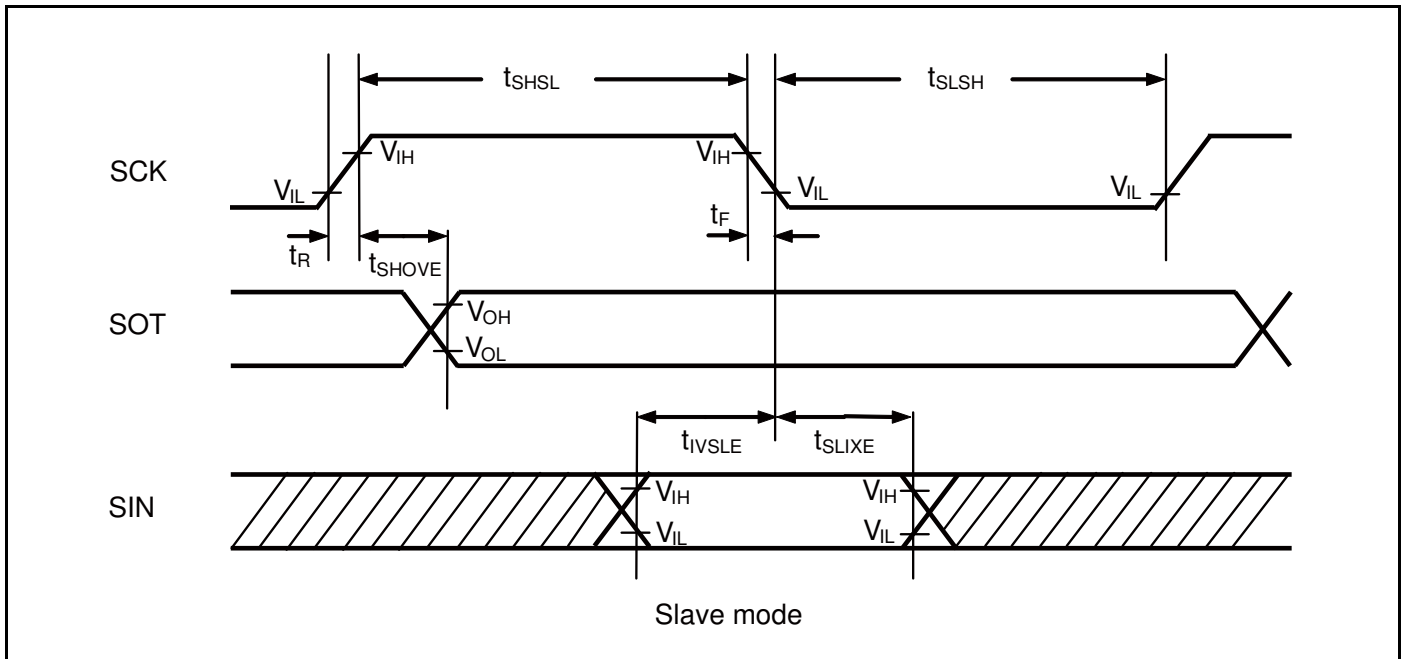 tSHSL tSLSH
SCK
VIH VIH
VIL VIL VIL
tF
tR tSHOVE
SOT
VOH
VOL
tIVSLE tSLIXE
SIN
VIH VIH
VIL VIL
Slave mode